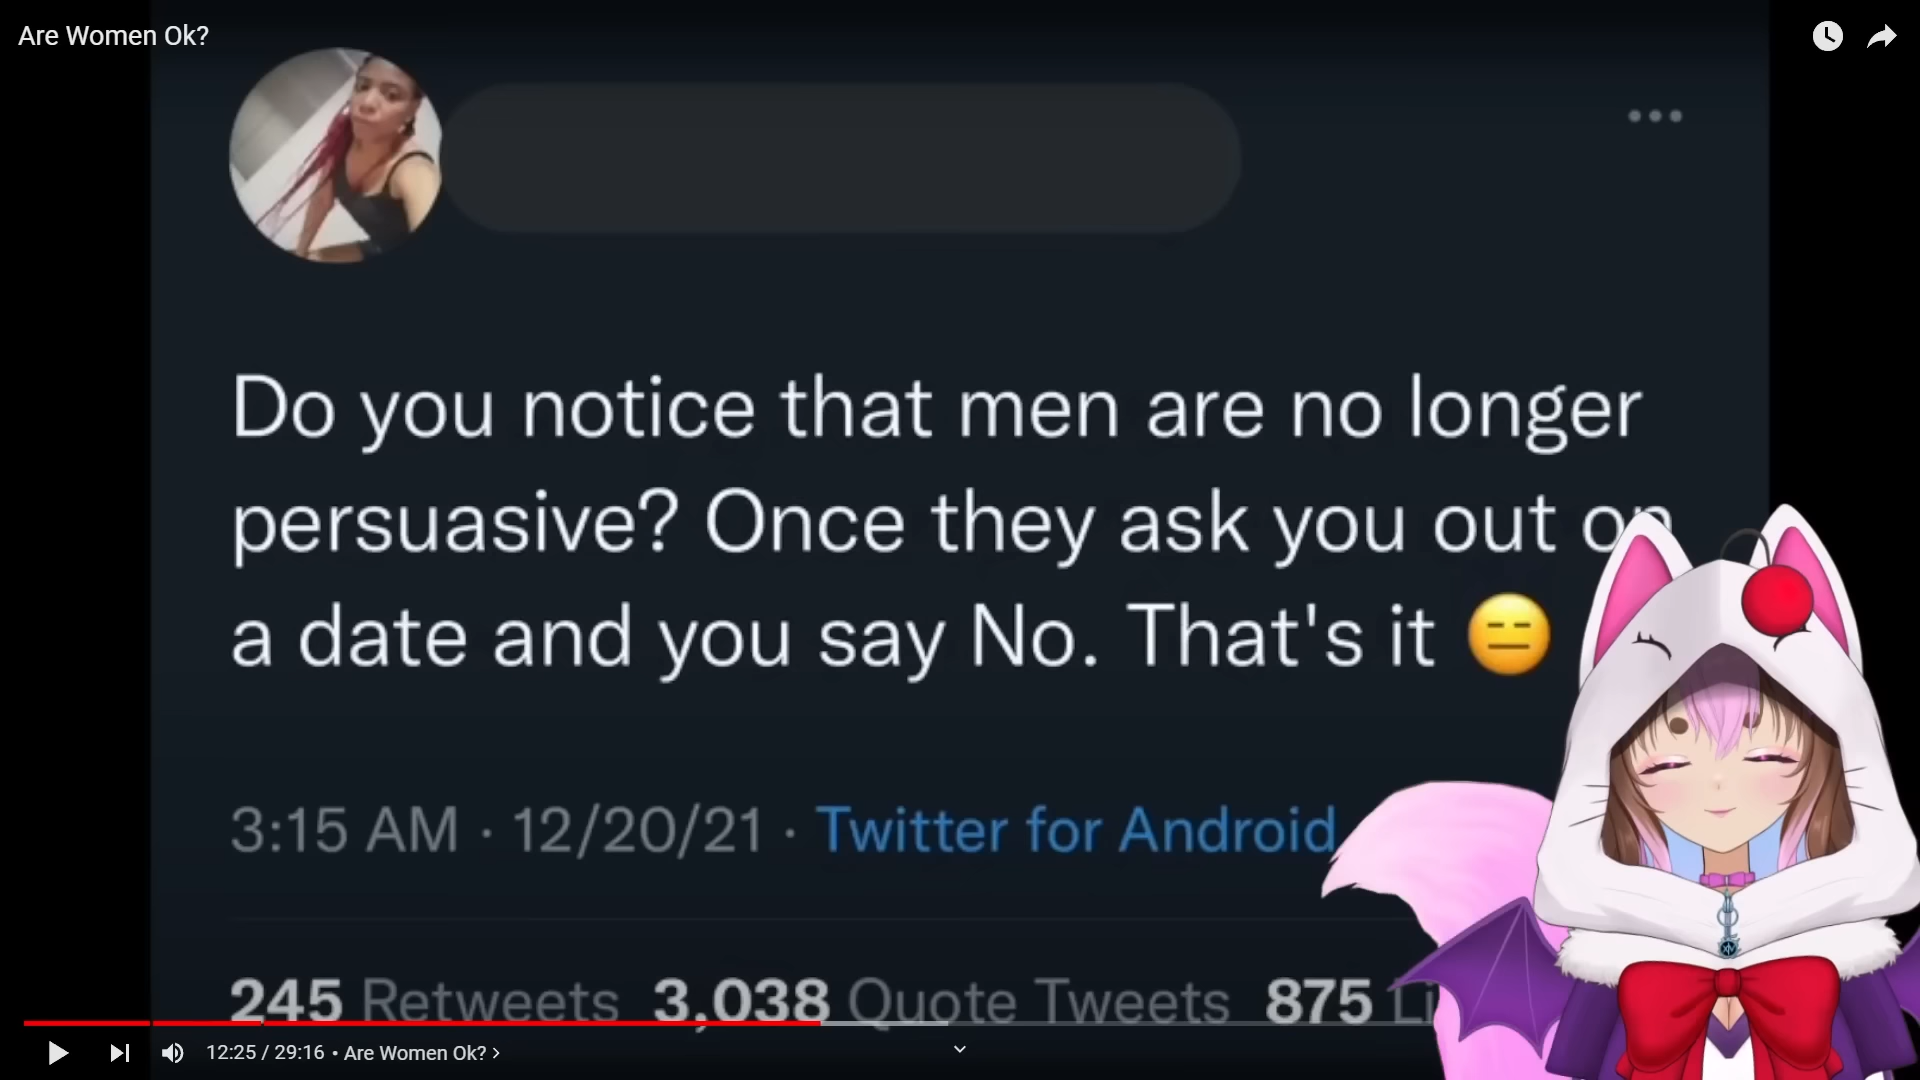 Are Women Ok?
Do you notice that men are no longer
persuasive? Once they ask you out on
a date and you say No. That's it
3:15 AM · 12/20/21 · Twitter for Android
245 Retweets 3,038 Quote Tweets 875
12:25 / 29:16 • Are Women Ok? >